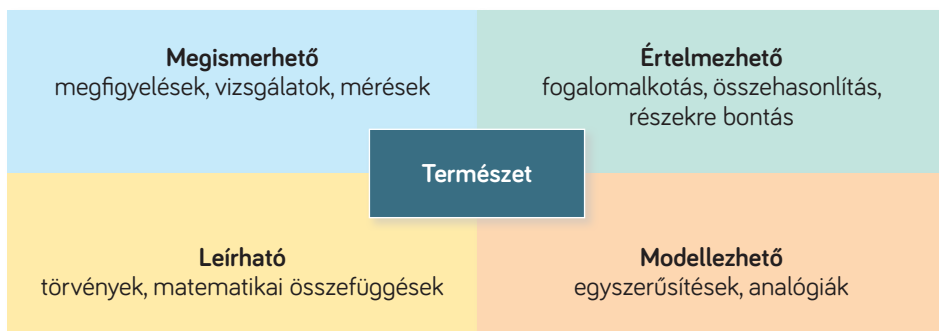 Megismerhető
megfigyelések, vizsgálatok, mérések
Értelmezhető
fogalomalkotás, összehasonlítás,
részekre bontás
Természet
Leírható
törvények, matematikai összefüggések
Modellezhető
egyszerűsítések, analógiák